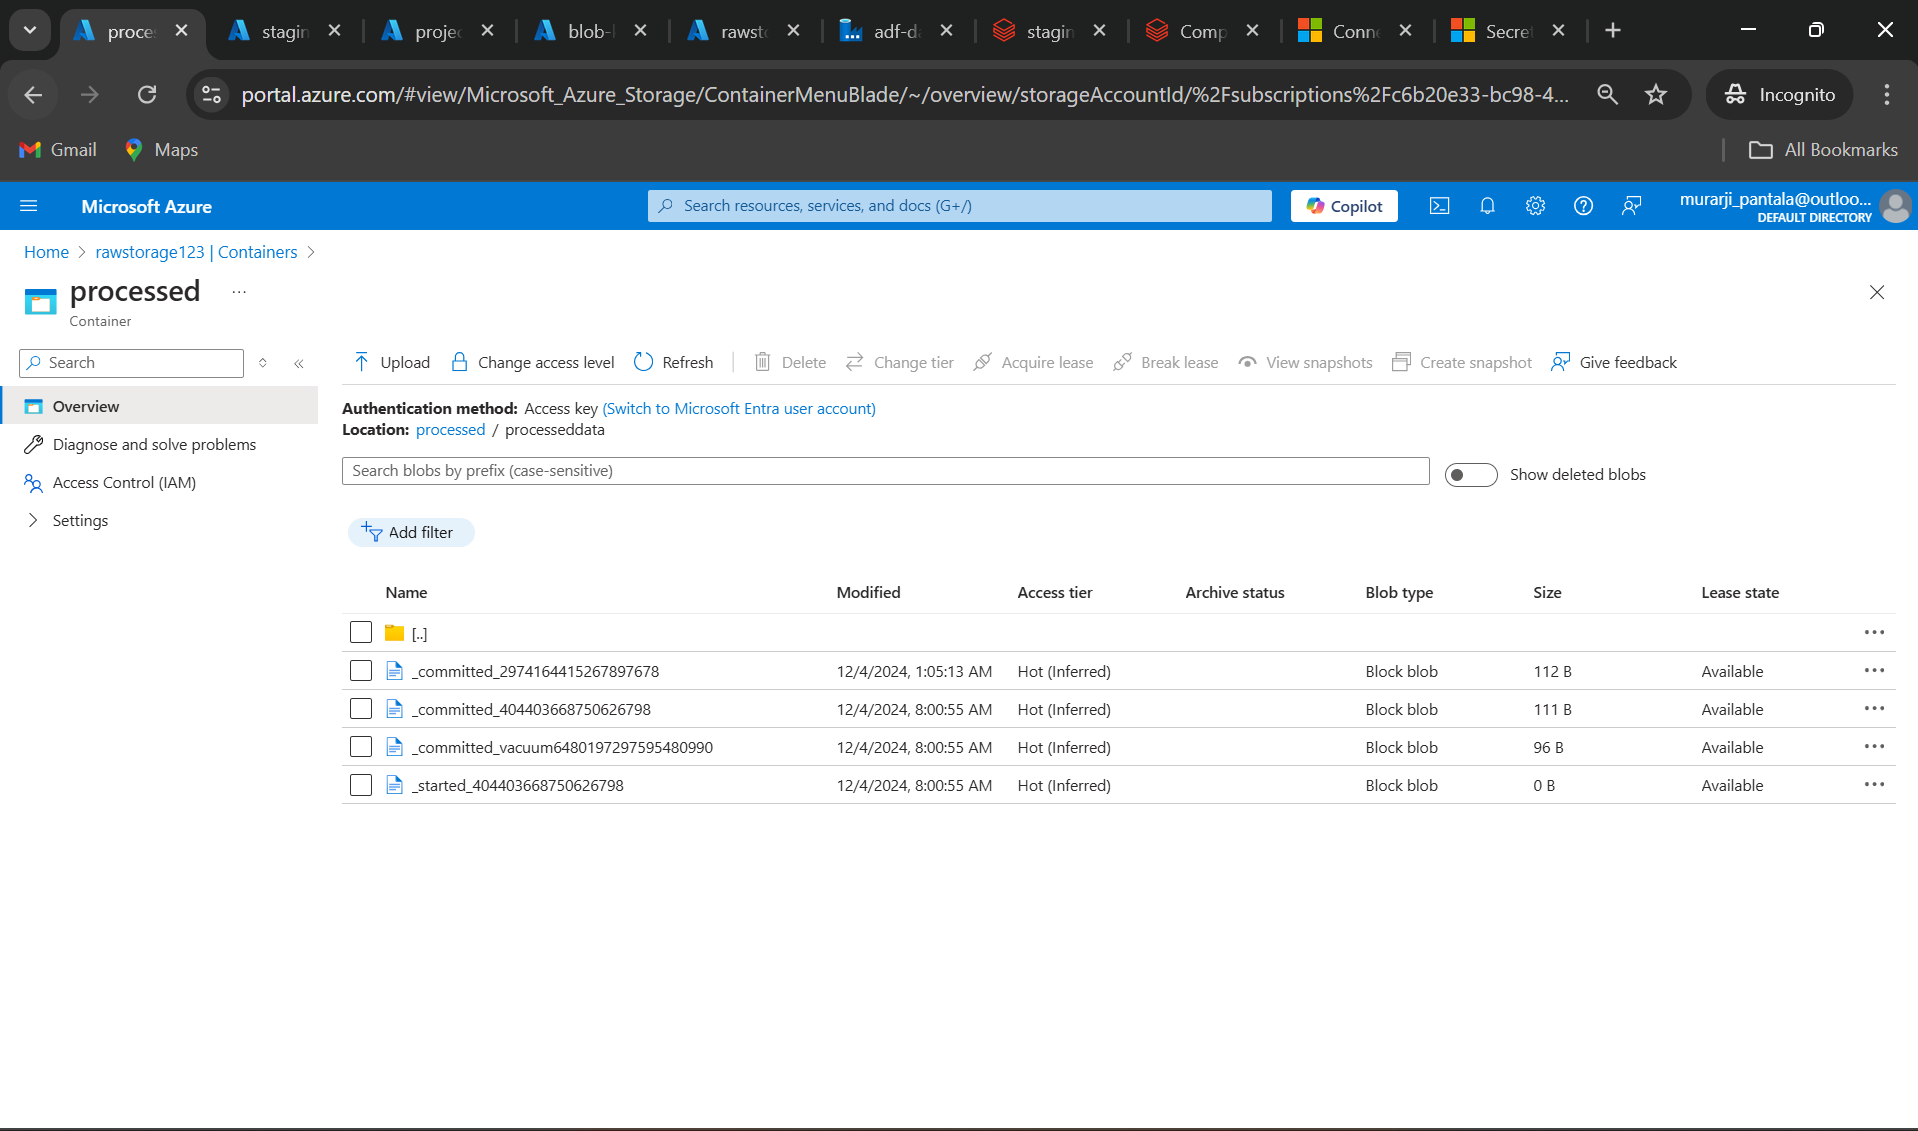 proces
stagin
projec
blob-
rawst
adf-da
stagin
Comp
Conn
Secret
portal.azure.com/#view/Microsoft_Azure_Storage/ContainerMenuBlade/~/overview/storageAccountId/%2Fsubscriptions%2Fc6b20e33-bc98-4...
Incognito
Gmail
Maps
All Bookmarks
Microsoft Azure
Search resources, services, and docs (G+/)
Copilot
murarji_pantala@outloo...
DEFAULT DIRECTORY
Home > rawstorage123 | Containers >
processed ...
Container
Search
Overview
Diagnose and solve problems
Access Control (IAM)
Settings
Upload Change access level Refresh | Delete Change tier Acquire lease Break lease View snapshots Create snapshot Give feedback
Authentication method: Access key (Switch to Microsoft Entra user account)
Location: processed / processeddata
Search blobs by prefix (case-sensitive)
Show deleted blobs
Add filter
Name Modified Access tier Archive status Blob type Size Lease state
[..]
_committed_2974164415267897678 12/4/2024, 1:05:13 AM Hot (Inferred) Block blob 112 B Available
_committed_404403668750626798 12/4/2024, 8:00:55 AM Hot (Inferred) Block blob 111 B Available
_committed_vacuum6480197297595480990 12/4/2024, 8:00:55 AM Hot (Inferred) Block blob 96 B Available
_started_404403668750626798 12/4/2024, 8:00:55 AM Hot (Inferred) Block blob 0 B Available